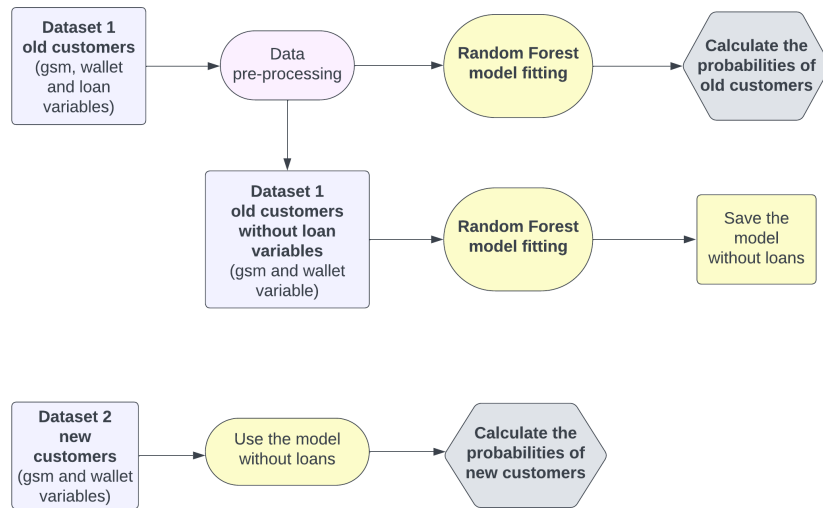 Dataset 1
old customers
(gsm, wallet
and loan
variables)
Data
pre-processing
Random Forest
model fitting
Calculate the
probabilities of
old customers
Dataset 1
old customers
without loan
variables
(gsm and wallet
variable)
Random Forest
model fitting
Save the
model
without loans
Dataset 2
new
customers
(gsm and wallet
variables)
Use the model
without loans
Calculate the
probabilities of
new customers